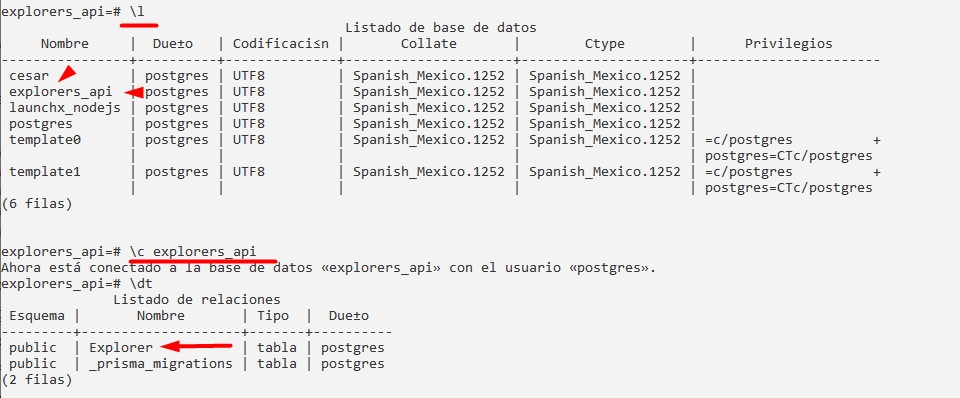 explorers_api=# \l
                                           Listado de base de datos
     Nombre     |  Due±o   | Codificaci≤n |      Collate        |       Ctype         |      Privilegios
----------------+----------+--------------+---------------------+---------------------+-----------------------
 cesar          | postgres | UTF8         | Spanish_Mexico.1252 | Spanish_Mexico.1252 |
 explorers_api  | postgres | UTF8         | Spanish_Mexico.1252 | Spanish_Mexico.1252 |
 launchx_nodejs | postgres | UTF8         | Spanish_Mexico.1252 | Spanish_Mexico.1252 |
 postgres       | postgres | UTF8         | Spanish_Mexico.1252 | Spanish_Mexico.1252 |
 template0      | postgres | UTF8         | Spanish_Mexico.1252 | Spanish_Mexico.1252 | =c/postgres          +
                |          |              |                     |                     | postgres=CTc/postgres
 template1      | postgres | UTF8         | Spanish_Mexico.1252 | Spanish_Mexico.1252 | =c/postgres          +
                |          |              |                     |                     | postgres=CTc/postgres
(6 filas)
explorers_api=# \c explorers_api
Ahora está conectado a la base de datos «explorers_api» con el usuario «postgres».
explorers_api=# \dt
              Listado de relaciones
 Esquema |       Nombre       | Tipo  |  Due±o
---------+--------------------+-------+----------
 public  | Explorer           | tabla | postgres
 public  | _prisma_migrations | tabla | postgres
(2 filas)